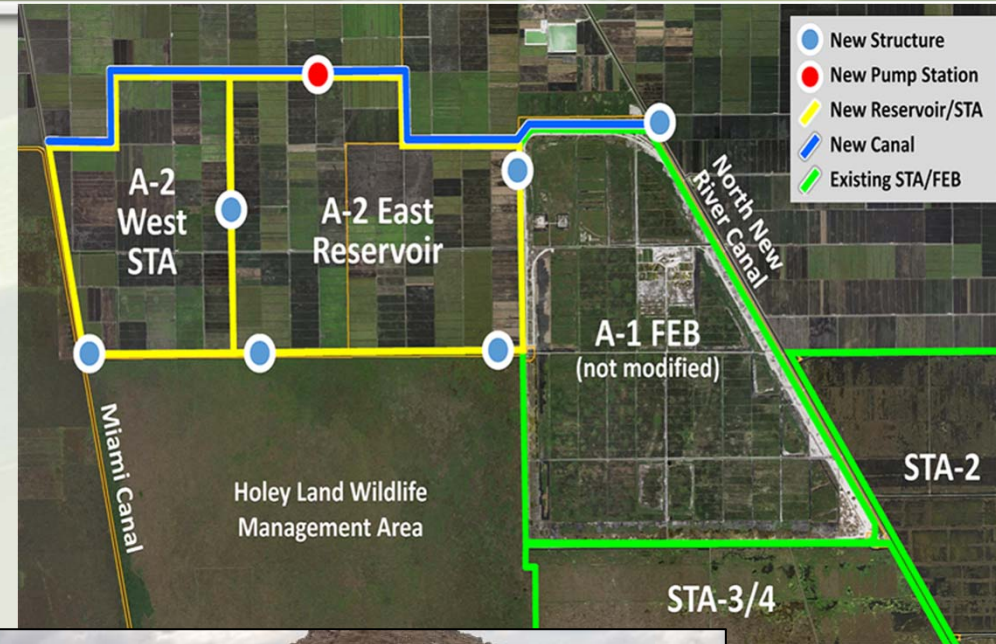 New Structure
New Pump Station
New Reservoir/STA
New Canal
Existing STA/FEB
A-2
West
STA
A-2 East
Reservoir
North New
River Canal
A-1 FEB
(not modified)
Miami Canal
Holey Land Wildlife
Management Area
STA-2
STA-3/4